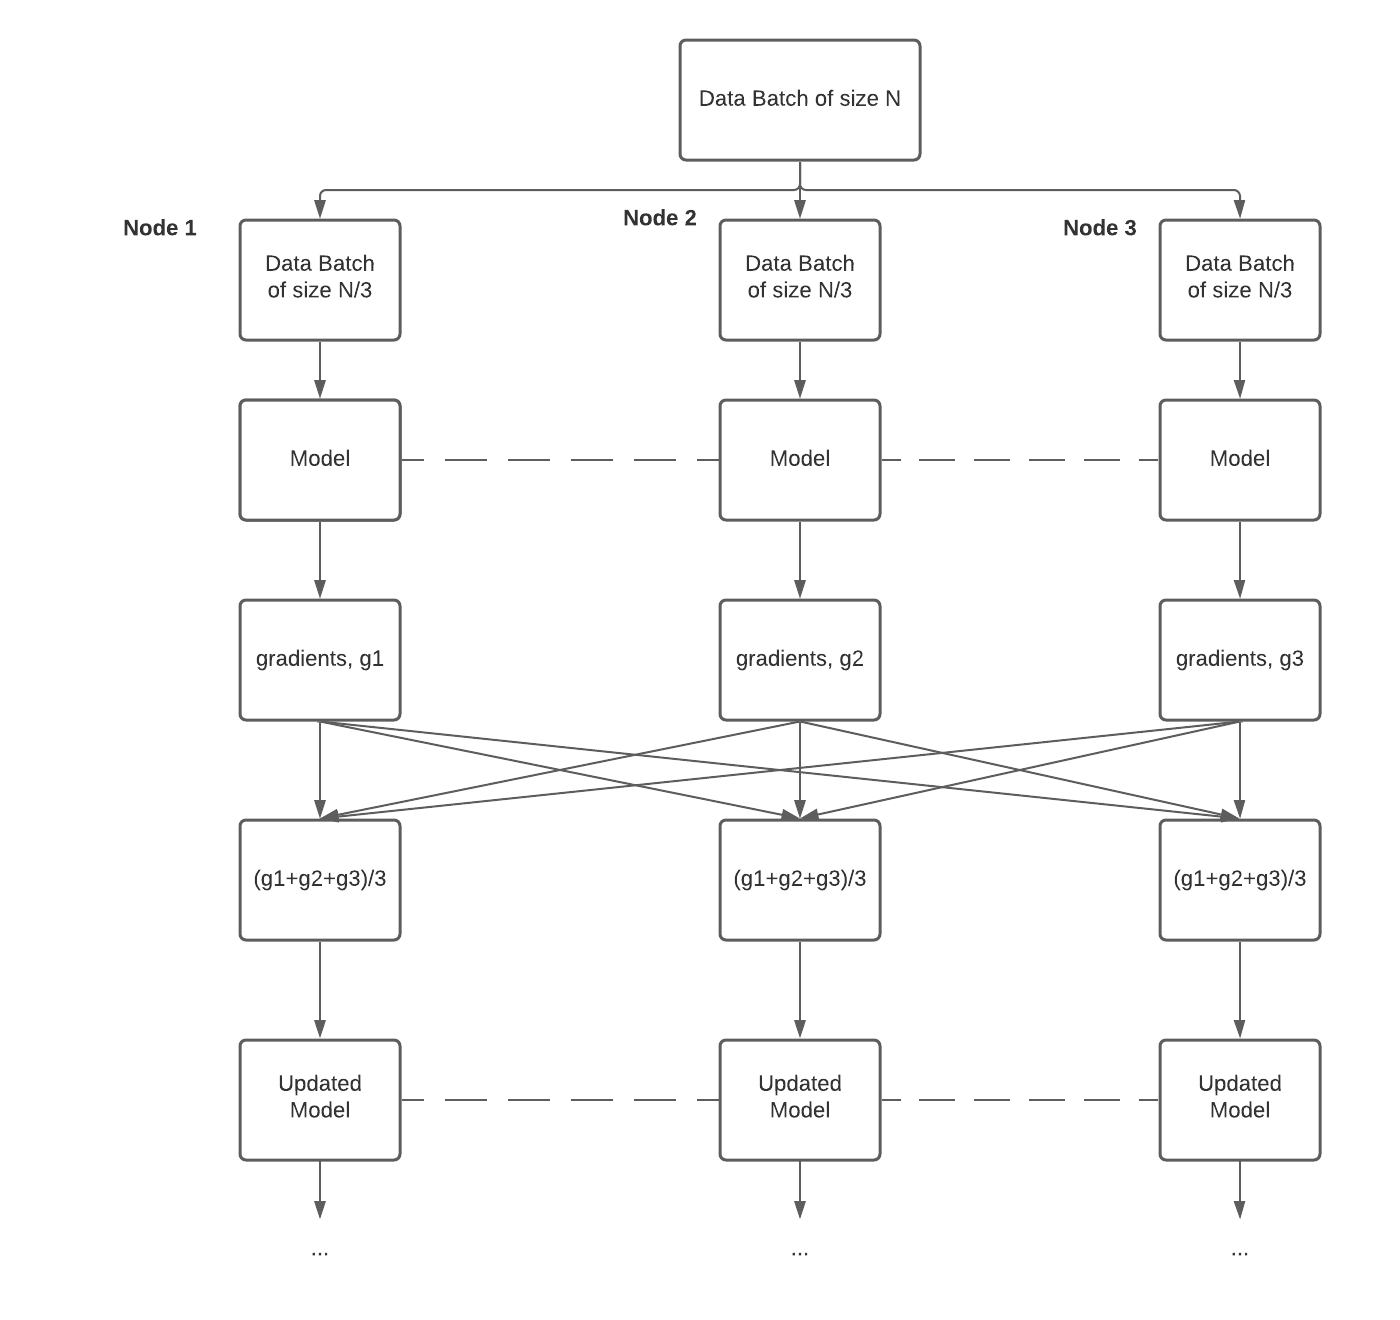 Data Batch of size N
Node 1
Node 2
Node 3
Data Batch
of size N/3
Data Batch
of size N/3
Data Batch
of size N/3
Model
Model
Model
gradients, g1
gradients, g2
gradients, g3
(g1+g2+g3)/3
(g1+g2+g3)/3
(g1+g2+g3)/3
Updated
Model
Updated
Model
Updated
Model
...
...
...